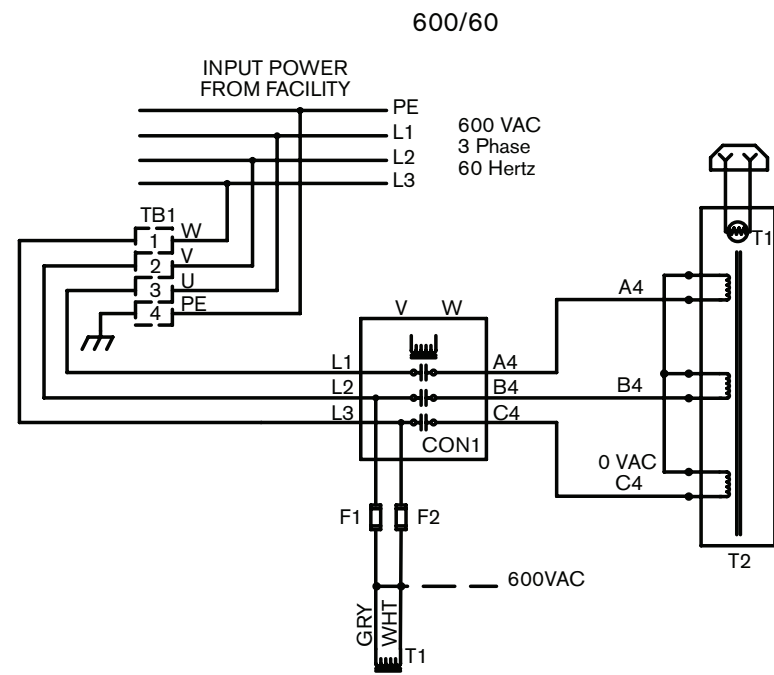 600/60
INPUT POWER
FROM FACILITY
PE
L1
L2
L3
600 VAC
3 Phase
60 Hertz
TB1
1 W
2 V
3 U
4 PE
V W
L1
L2
L3
A4
B4
C4
CON1
A4
B4
0 VAC
C4
T1
T2
F1
F2
600VAC
GRY
WHT
T1